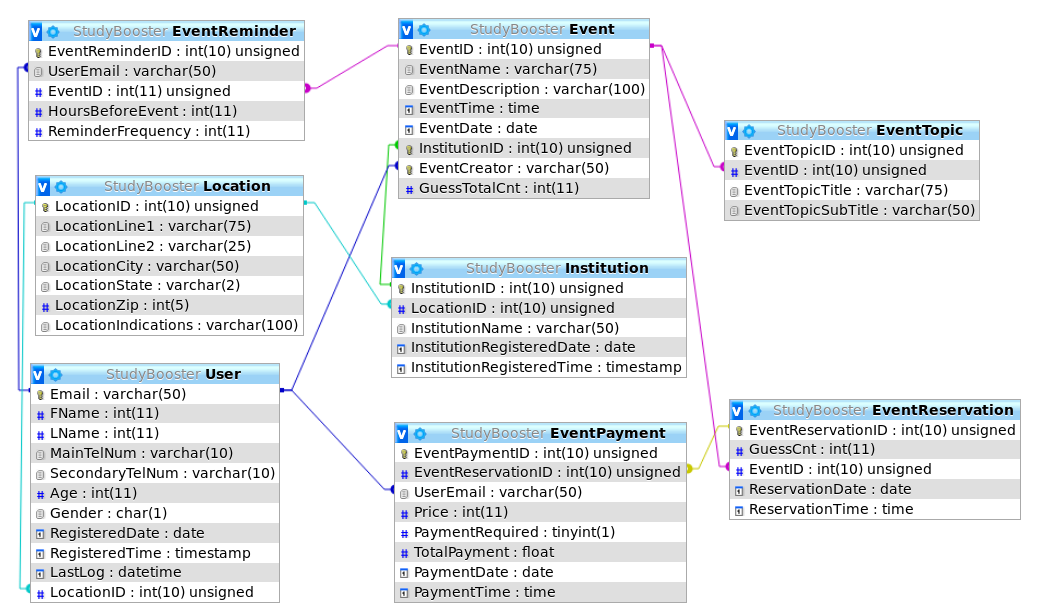 v StudyBooster EventReminder
EventReminderID : int(10) unsigned
UserEmail : varchar(50)
# EventID : int(11) unsigned
# HoursBeforeEvent : int(11)
# ReminderFrequency : int(11)
v StudyBooster Location
LocationID : int(10) unsigned
LocationLine1 : varchar(75)
LocationLine2 : varchar(25)
LocationCity : varchar(50)
LocationState : varchar(2)
# LocationZip : int(5)
LocationIndications : varchar(100)
v StudyBooster User
Email : varchar(50)
# FName : int(11)
# LName : int(11)
MainTelNum : varchar(10)
SecondaryTelNum : varchar(10)
# Age : int(11)
Gender : char(1)
RegisteredDate : date
RegisteredTime : timestamp
LastLog : datetime
# LocationID : int(10) unsigned
v StudyBooster Event
EventID : int(10) unsigned
EventName : varchar(75)
EventDescription : varchar(100)
EventTime : time
EventDate : date
InstitutionID : int(10) unsigned
EventCreator : varchar(50)
# GuessTotalCnt : int(11)
v StudyBooster Institution
InstitutionID : int(10) unsigned
# LocationID : int(10) unsigned
InstitutionName : varchar(50)
InstitutionRegisteredDate : date
InstitutionRegisteredTime : timestamp
v StudyBooster EventPayment
EventPaymentID : int(10) unsigned
# EventReservationID : int(10) unsigned
UserEmail : varchar(50)
# Price : int(11)
# PaymentRequired : tinyint(1)
# TotalPayment : float
PaymentDate : date
PaymentTime : time
v StudyBooster EventTopic
EventTopicID : int(10) unsigned
# EventID : int(10) unsigned
EventTopicTitle : varchar(75)
EventTopicSubTitle : varchar(50)
v StudyBooster EventReservation
EventReservationID : int(10) unsigned
# GuessCnt : int(11)
# EventID : int(10) unsigned
ReservationDate : date
ReservationTime : time